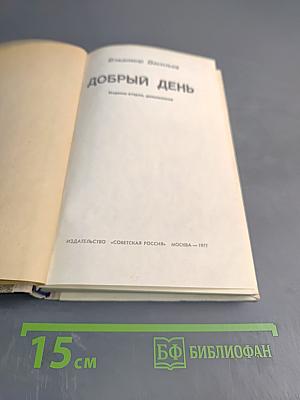 Владимир Васильев
ДОБРЫЙ ДЕНЬ
Издание второе, дополненное
ИЗДАТЕЛЬСТВО «СОВЕТСКАЯ РОССИЯ» МОСКВА — 1977
15 см
БФ БИБЛИОФАН